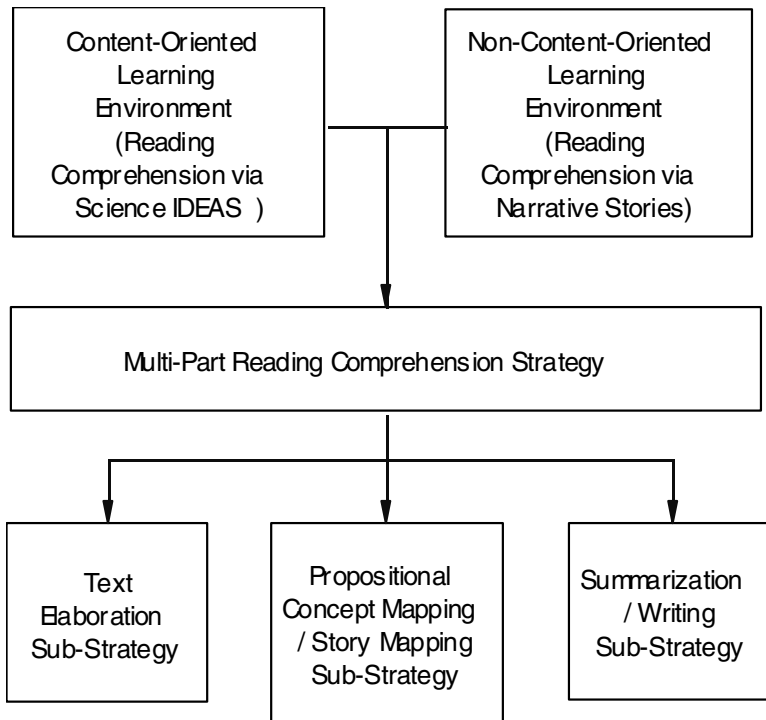 Content-Oriented
Learning
Environment
(Reading
Comprehension via
Science IDEAS )
Non-Content-Oriented
Learning
Environment
(Reading
Comprehension via
Narrative Stories)
Multi-Part Reading Comprehension Strategy
Text
Elaboration
Sub-Strategy
Propositional
Concept Mapping
/ Story Mapping
Sub-Strategy
Summarization
/ Writing
Sub-Strategy